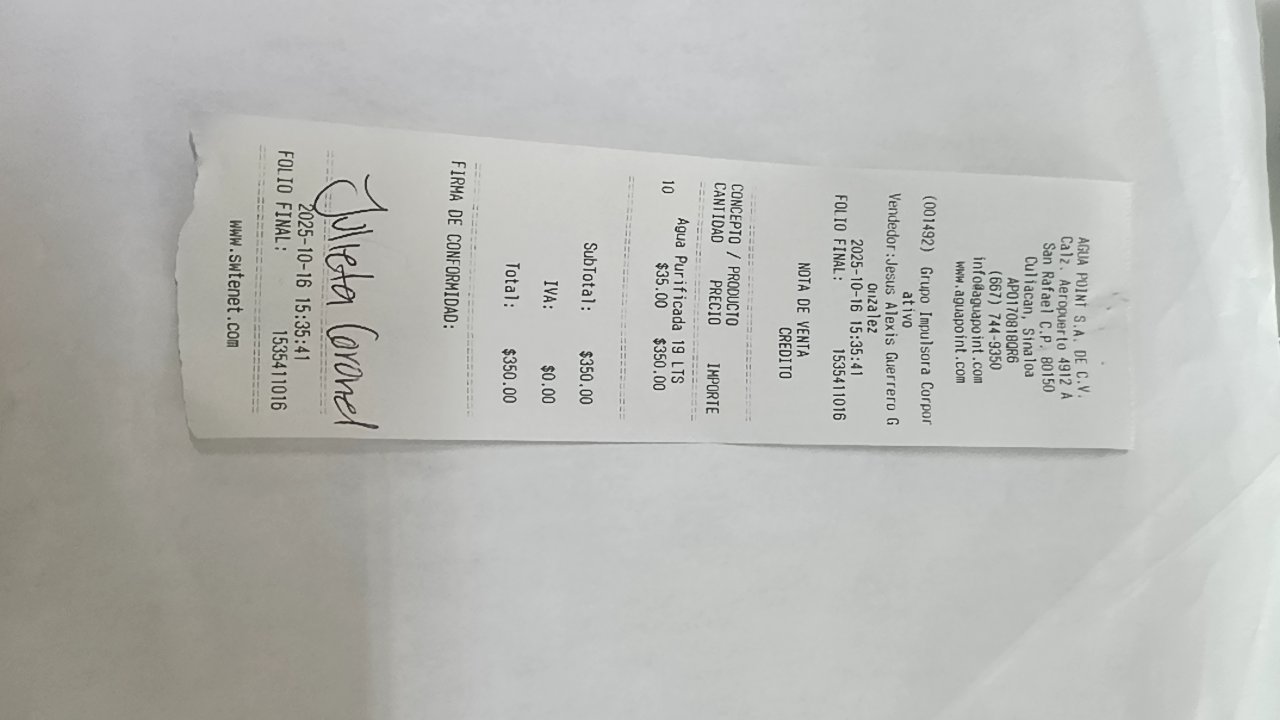 AGUA POINT S.A. DE C.V.
Calz. Aeropuerto 4912 A
San Rafael C.P. 80150
Culiacan, Sinaloa
APO170818QR6
(667) 744-9350
info@aguapoint.com
www.aguapoint.com
(001492) Grupo Impulsora Corpor
ativo
Vendedor:Jesus Alexis Guerrero G
onzalez
2025-10-16 15:35:41
FOLIO FINAL: 1535411016
NOTA DE VENTA
CREDITO
CONCEPTO / PRODUCTO
CANTIDAD PRECIO IMPORTE
Agua Purificada 19 LTS
10 $35.00 $350.00
SubTotal: $350.00
IVA: $0.00
Total: $350.00
FIRMA DE CONFORMIDAD:
Julieta Coronel
2025-10-16 15:35:41
FOLIO FINAL: 1535411016
www.swtenet.com